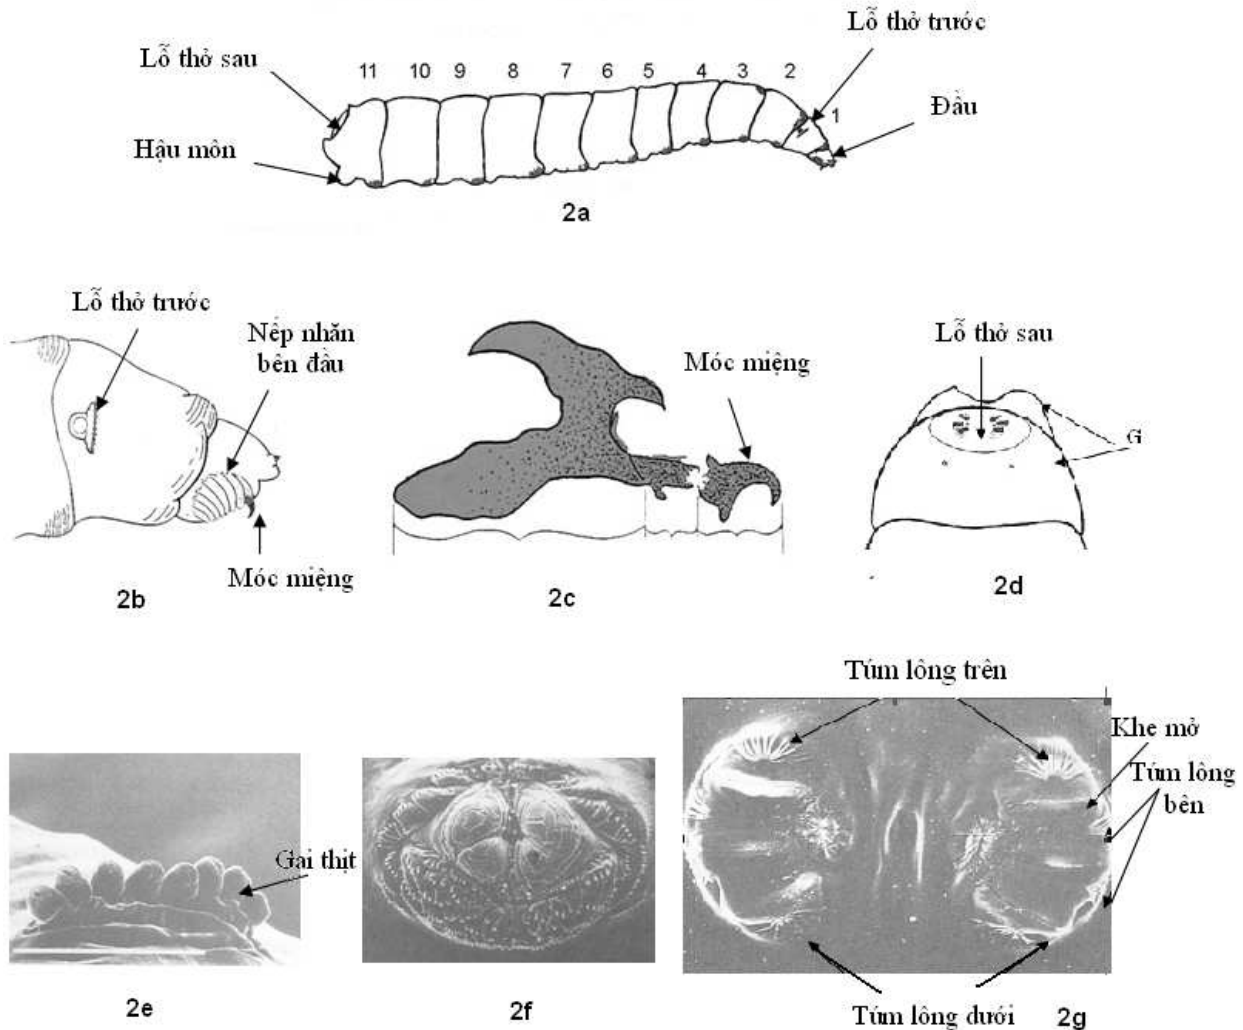 Lỗ thở trước
Lỗ thở sau
11 10 9 8 7 6 5 4 3 2
1
Đầu
Hậu môn
2a
Lỗ thở trước
Nếp nhăn
bên đầu
Móc miệng
2b
Móc miệng
2c
Lỗ thở sau
G
2d
Gai thịt
2e
2f
Túm lông trên
Khe mở
Túm lông
bên
Túm lông dưới
2g